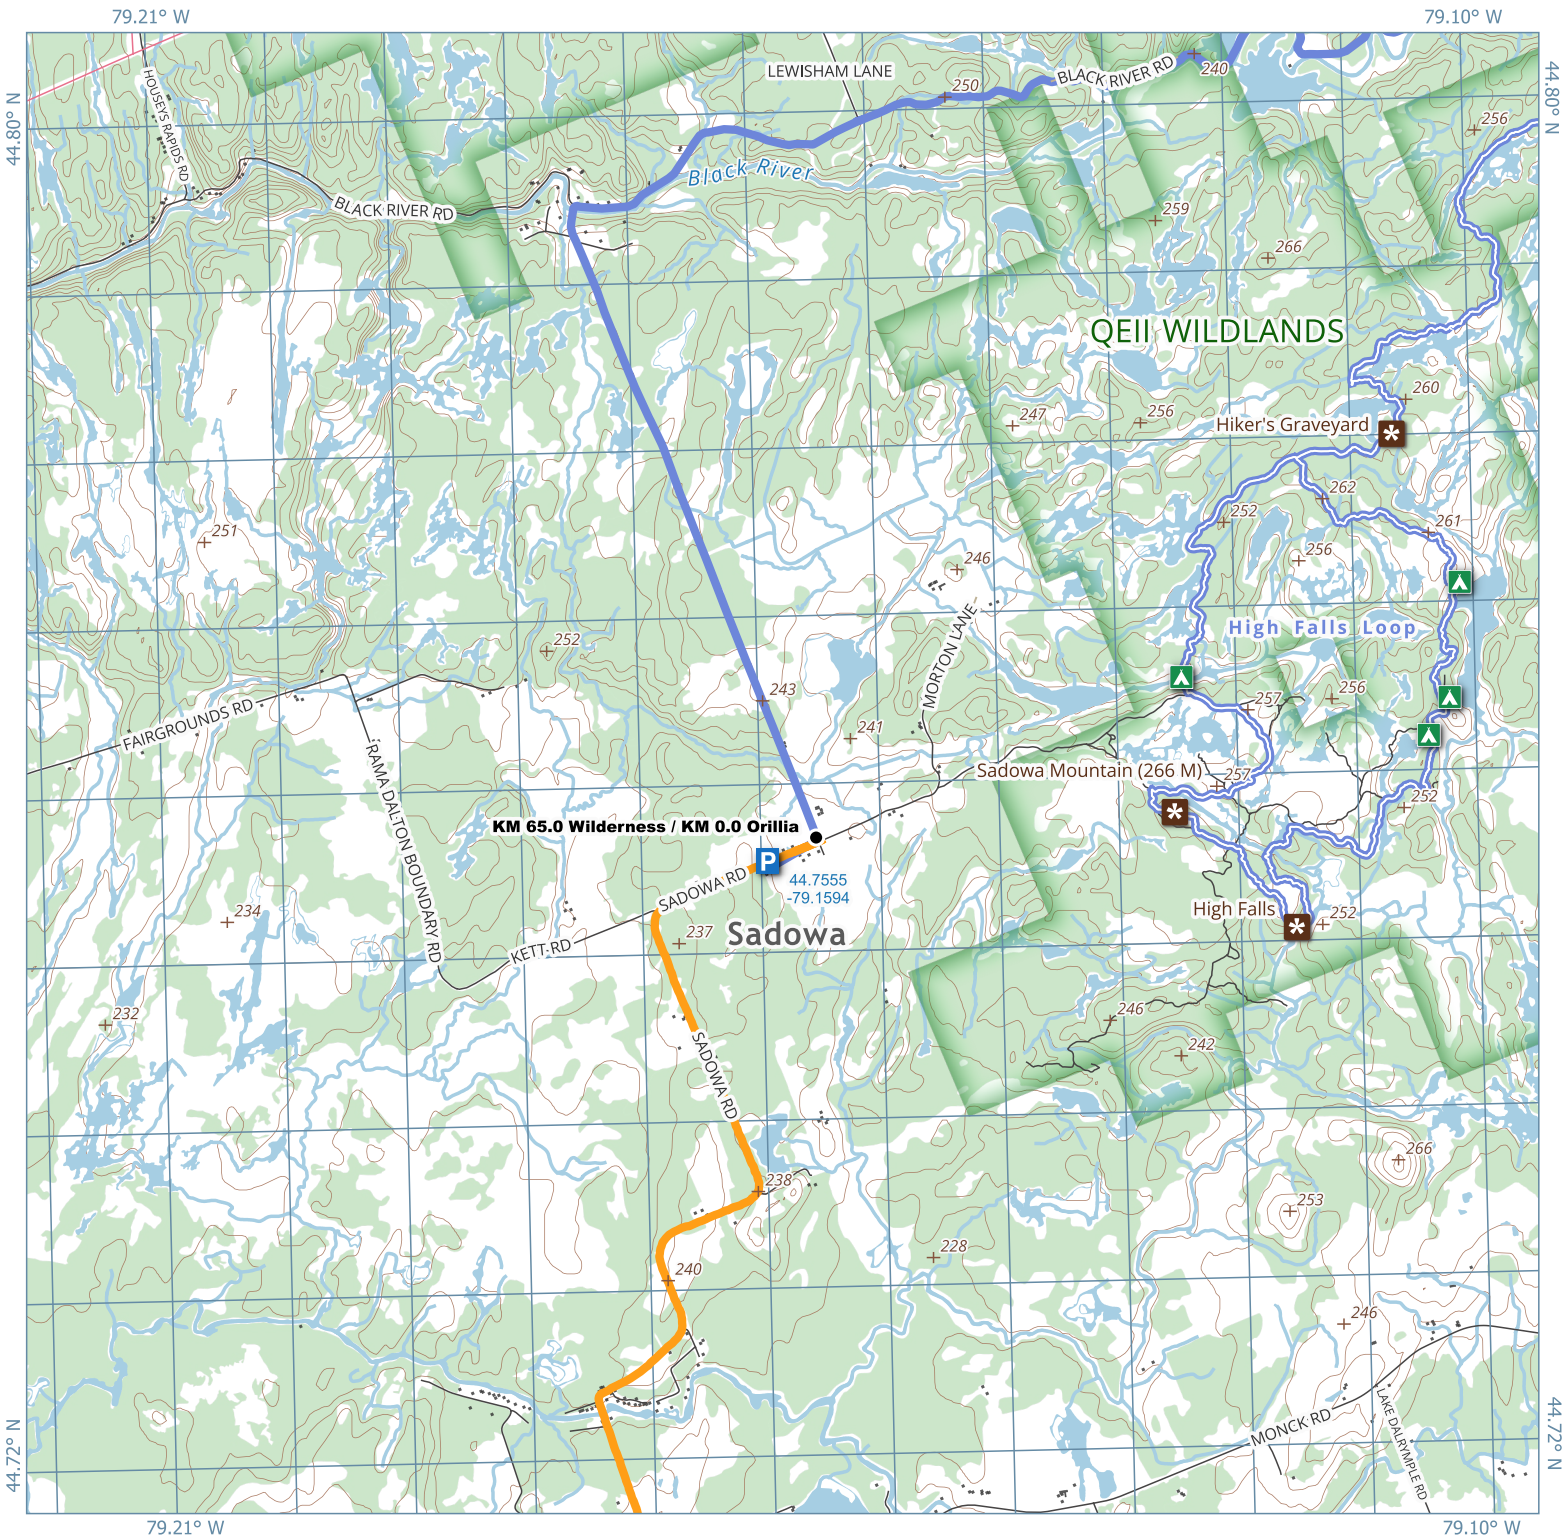 79.21° W
79.10° W
44.80° N
44.80° N
HOUSEYS RAPIDS RD
LEWISHAM LANE
BLACK RIVER RD
240
250
256
Black River
BLACK RIVER RD
259
266
QEII WILDLANDS
260
247
256
Hiker's Graveyard
262
252
261
251
256
246
High Falls Loop
MORTON LANE
252
243
257
256
FAIRGROUNDS RD
241
Sadowa Mountain (266 M)
257
252
RAMA DALTON BOUNDARY RD
KM 65.0 Wilderness / KM 0.0 Orillia
P
44.7555
-79.1594
SADOWA RD
234
High Falls
252
237
Sadowa
KETT RD
232
246
242
SADOWA RD
266
238
253
228
240
246
MONCK RD
LAKE DALRYMPLE RD
44.72° N
44.72° N
79.21° W
79.10° W